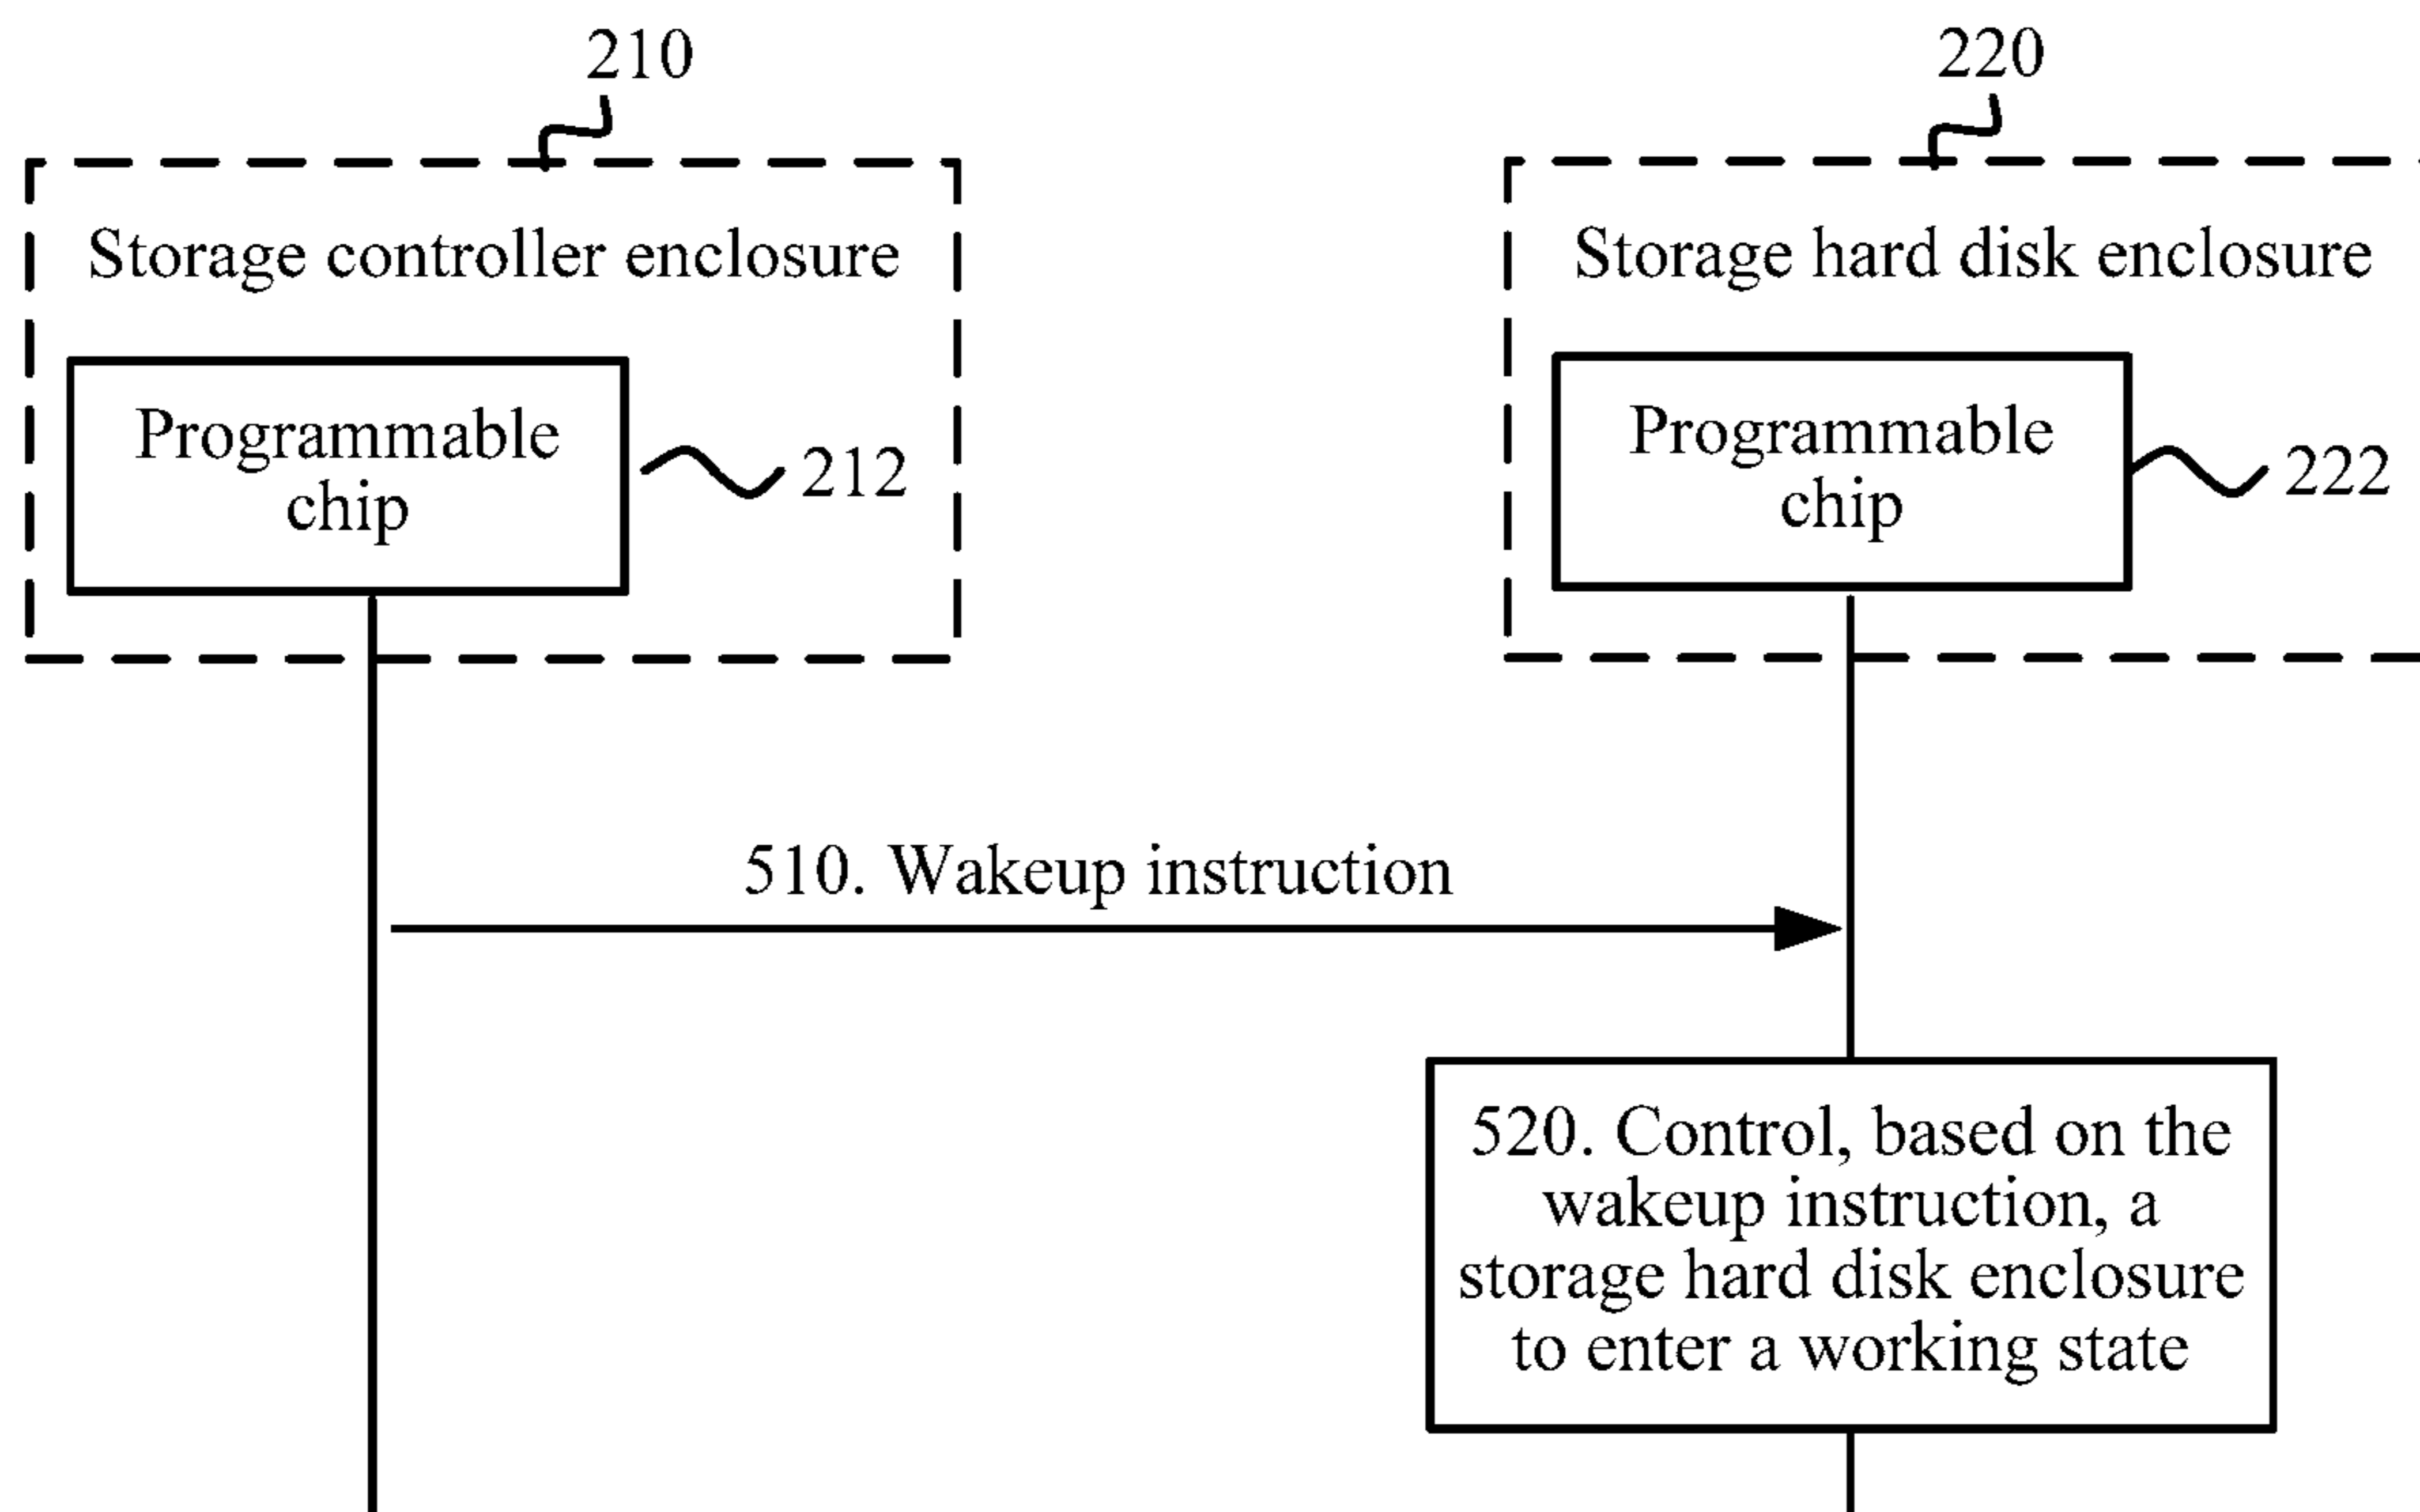 210
220
Storage controller enclosure
Storage hard disk enclosure
Programmable
chip
212
Programmable
chip
222
510. Wakeup instruction
520. Control, based on the
wakeup instruction, a
storage hard disk enclosure
to enter a working state